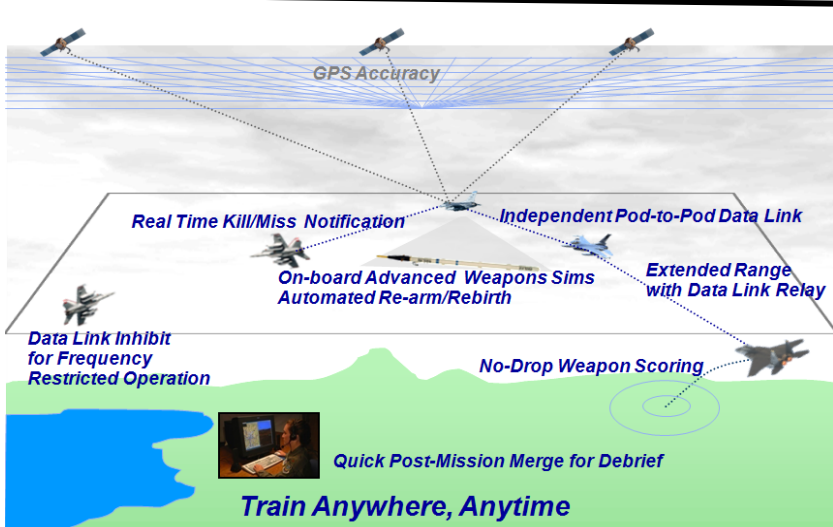 GPS Accuracy
Real Time Kill/Miss Notification
Independent Pod-to-Pod Data Link
On-board Advanced Weapons Sims
Automated Re-arm/Rebirth
Extended Range
with Data Link Relay
Data Link Inhibit
for Frequency
Restricted Operation
No-Drop Weapon Scoring
Quick Post-Mission Merge for Debrief
Train Anywhere, Anytime